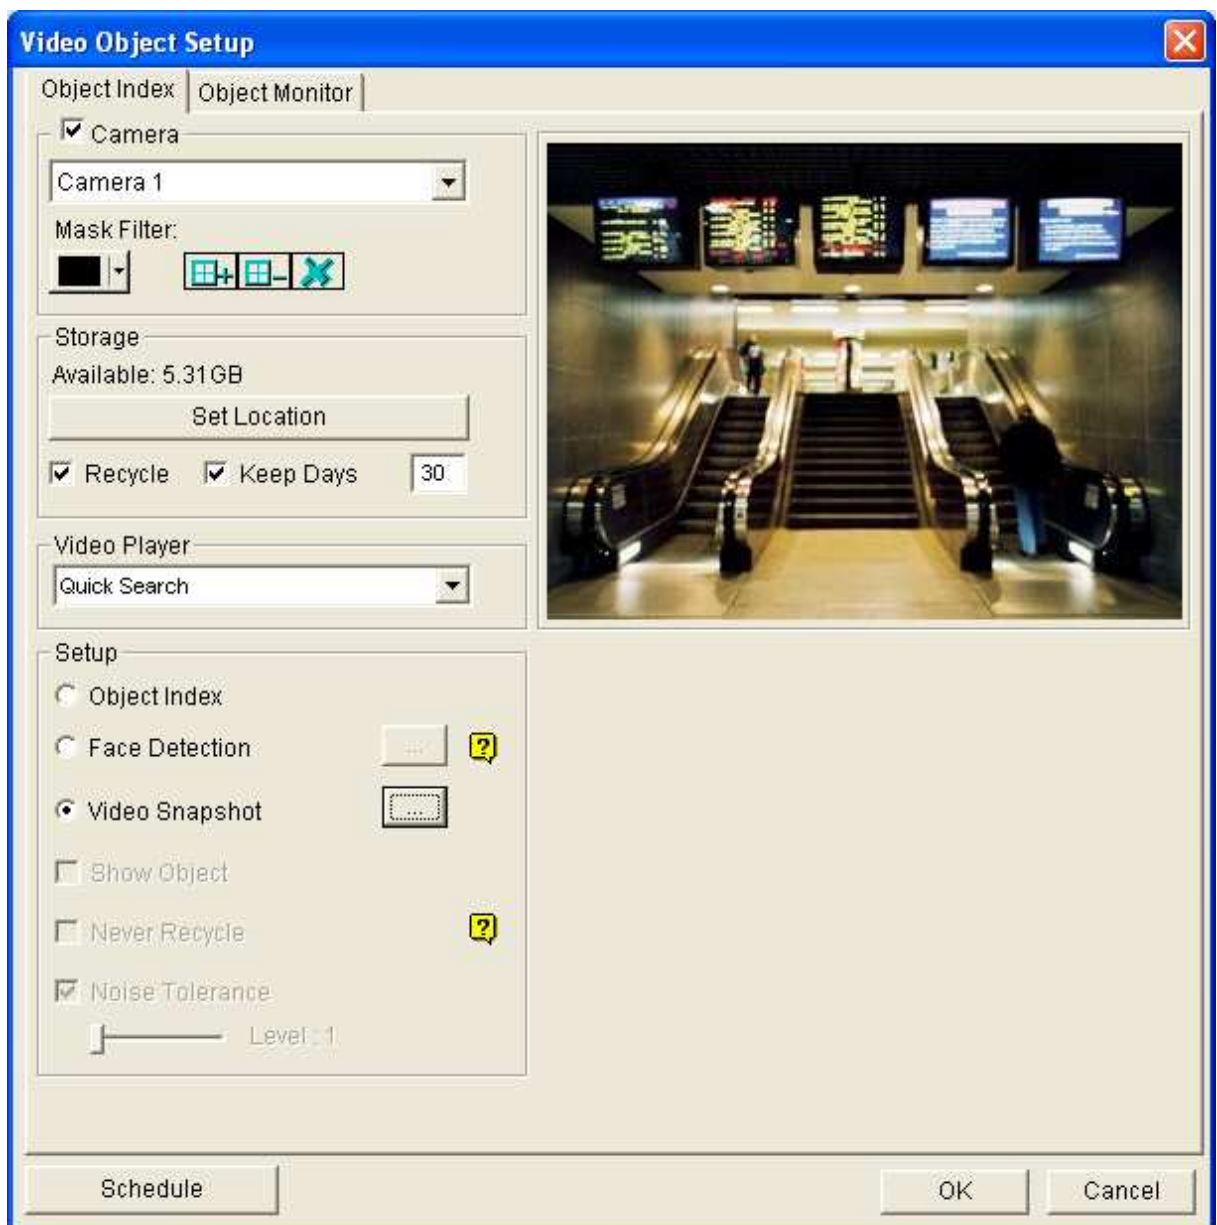 Video Object Setup
Object Index
Object Monitor
Camera
Camera 1
Mask Filter:
Storage
Available: 5.31GB
Set Location
Recycle
Keep Days
30
Video Player
Quick Search
Setup
Object Index
Face Detection
...
?
Video Snapshot
...
Show Object
Never Recycle
?
Noise Tolerance
Level : 1
Schedule
OK
Cancel